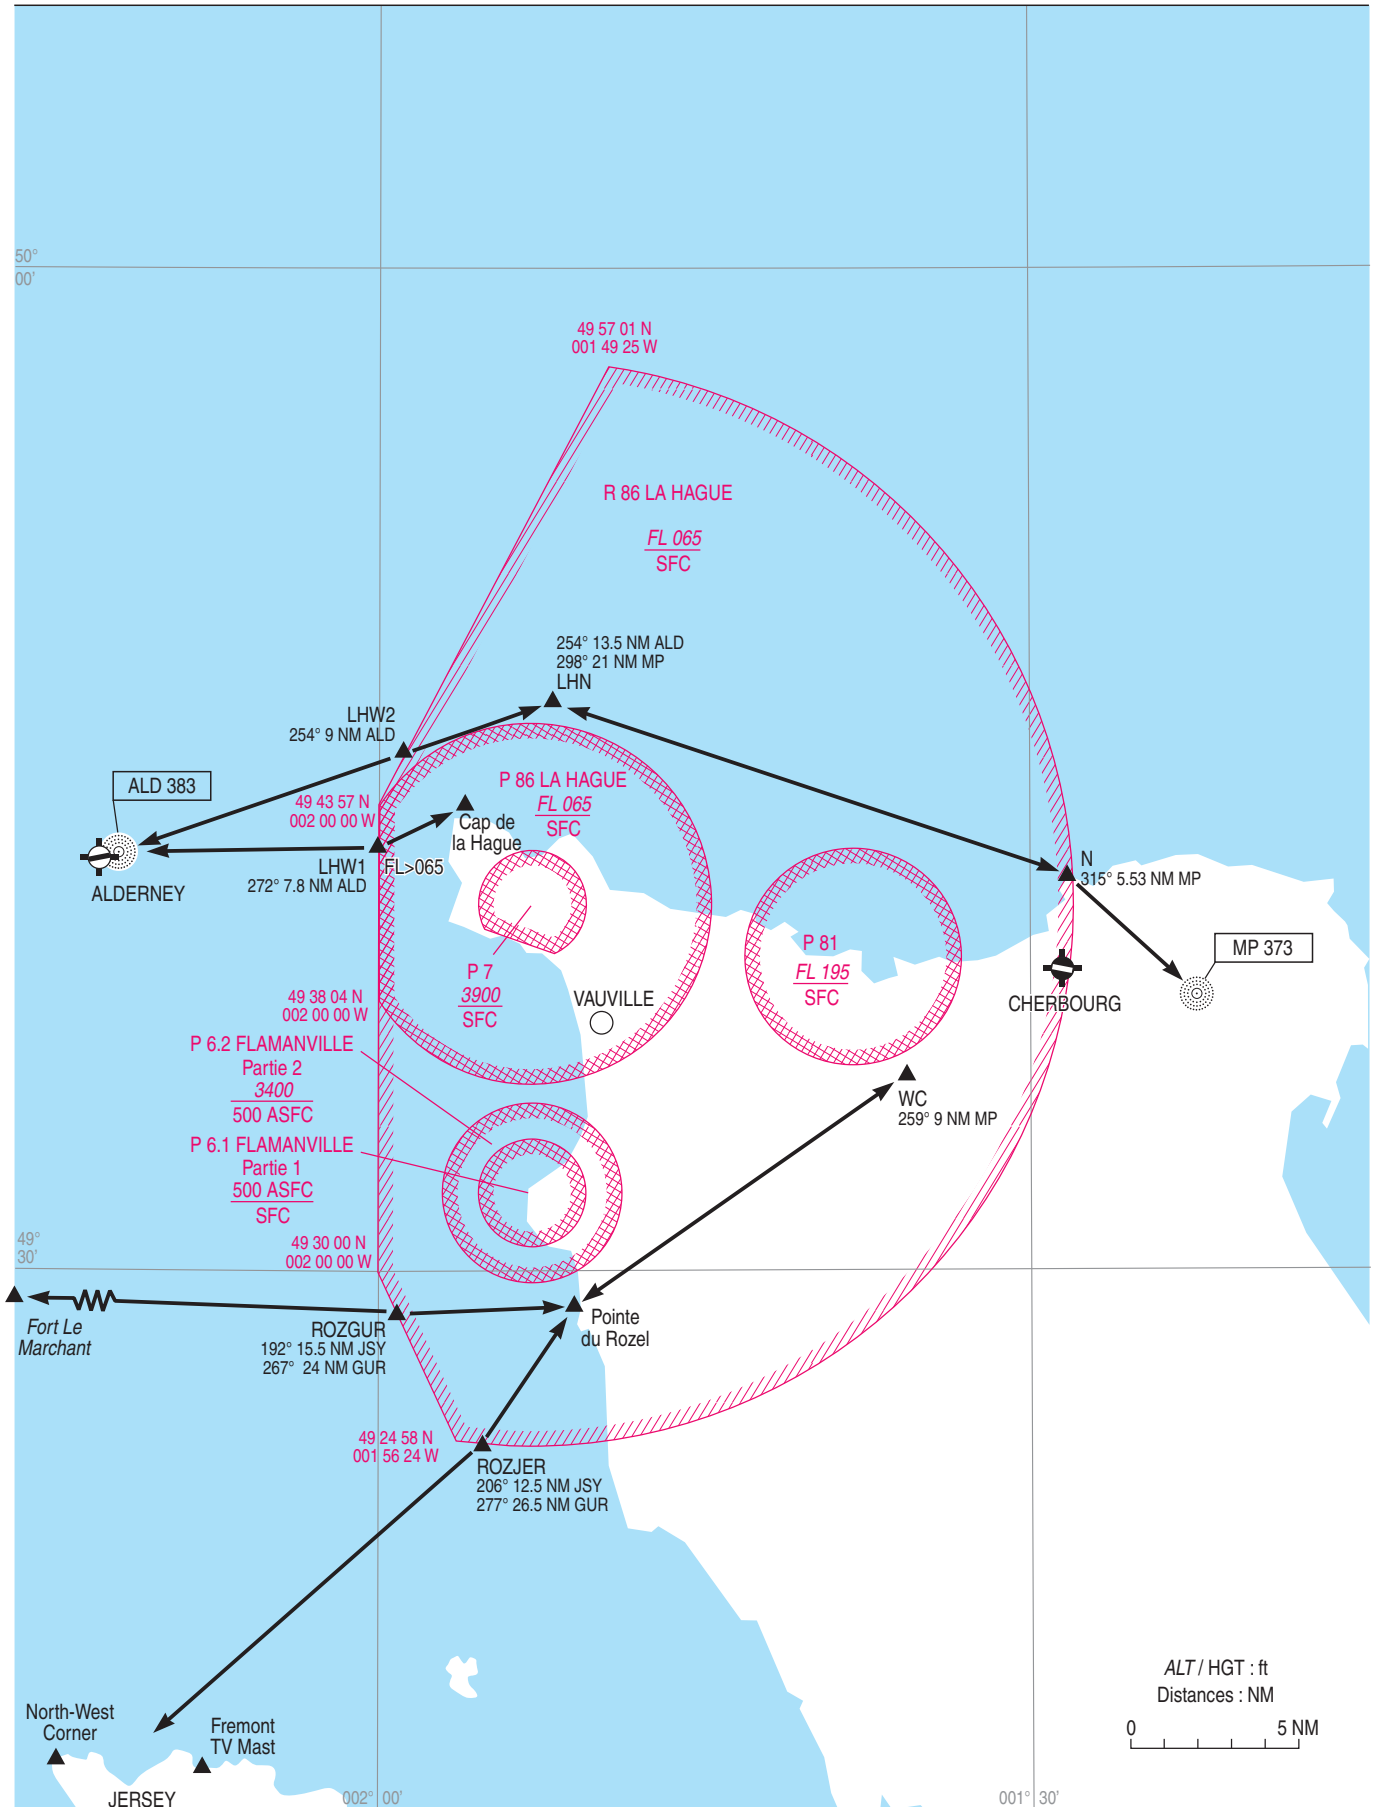 50°
00'
49 57 01 N
001 49 25 W
R 86 LA HAGUE
FL 065
SFC
254° 13.5 NM ALD
298° 21 NM MP
LHN
LHW2
254° 9 NM ALD
ALD 383
P 86 LA HAGUE
FL 065
SFC
49 43 57 N
002 00 00 W
Cap de
la Hague
LHW1
FL>065
272° 7.8 NM ALD
ALDERNEY
N
315° 5.53 NM MP
P 81
FL 195
SFC
MP 373
P 7
3900
SFC
49 38 04 N
002 00 00 W
VAUVILLE
CHERBOURG
P 6.2 FLAMANVILLE
Partie 2
3400
500 ASFC
WC
259° 9 NM MP
P 6.1 FLAMANVILLE
Partie 1
500 ASFC
SFC
49°
30'
49 30 00 N
002 00 00 W
Fort Le
Marchant
ROZGUR
192° 15.5 NM JSY
267° 24 NM GUR
Pointe
du Rozel
49 24 58 N
001 56 24 W
ROZJER
206° 12.5 NM JSY
277° 26.5 NM GUR
ALT / HGT : ft
Distances : NM
0 5 NM
North-West
Corner
Fremont
TV Mast
JERSEY
002° 00'
001° 30'